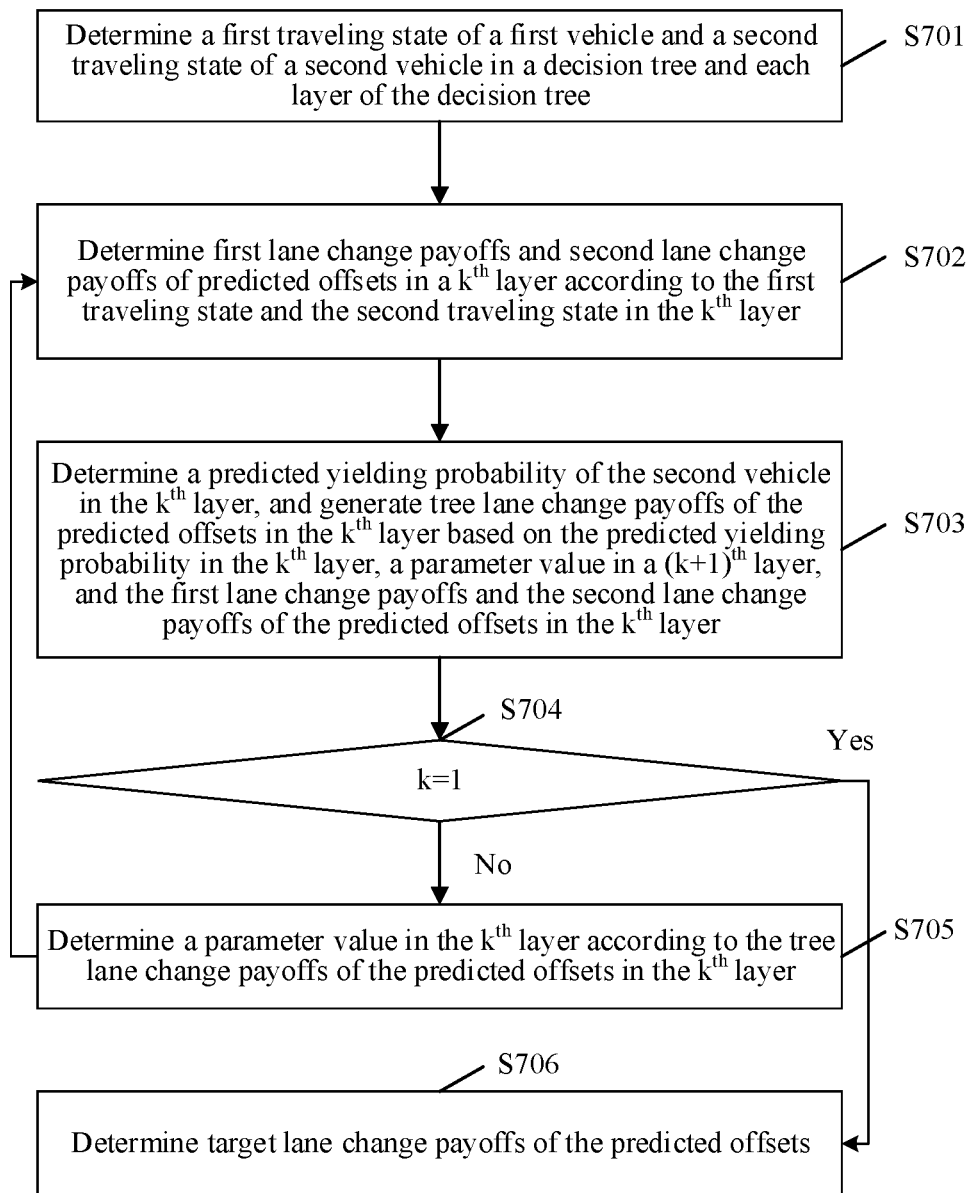 Determine a first traveling state of a first vehicle and a second
traveling state of a second vehicle in a decision tree and each
layer of the decision tree
S701
Determine first lane change payoffs and second lane change
payoffs of predicted offsets in a kth layer according to the first
traveling state and the second traveling state in the kth layer
S702
Determine a predicted yielding probability of the second vehicle
in the kth layer, and generate tree lane change payoffs of the
predicted offsets in the kth layer based on the predicted yielding
probability in the kth layer, a parameter value in a (k+1)th layer,
and the first lane change payoffs and the second lane change
payoffs of the predicted offsets in the kth layer
S703
S704
k=1
Yes
No
Determine a parameter value in the kth layer according to the tree
lane change payoffs of the predicted offsets in the kth layer
S705
S706
Determine target lane change payoffs of the predicted offsets